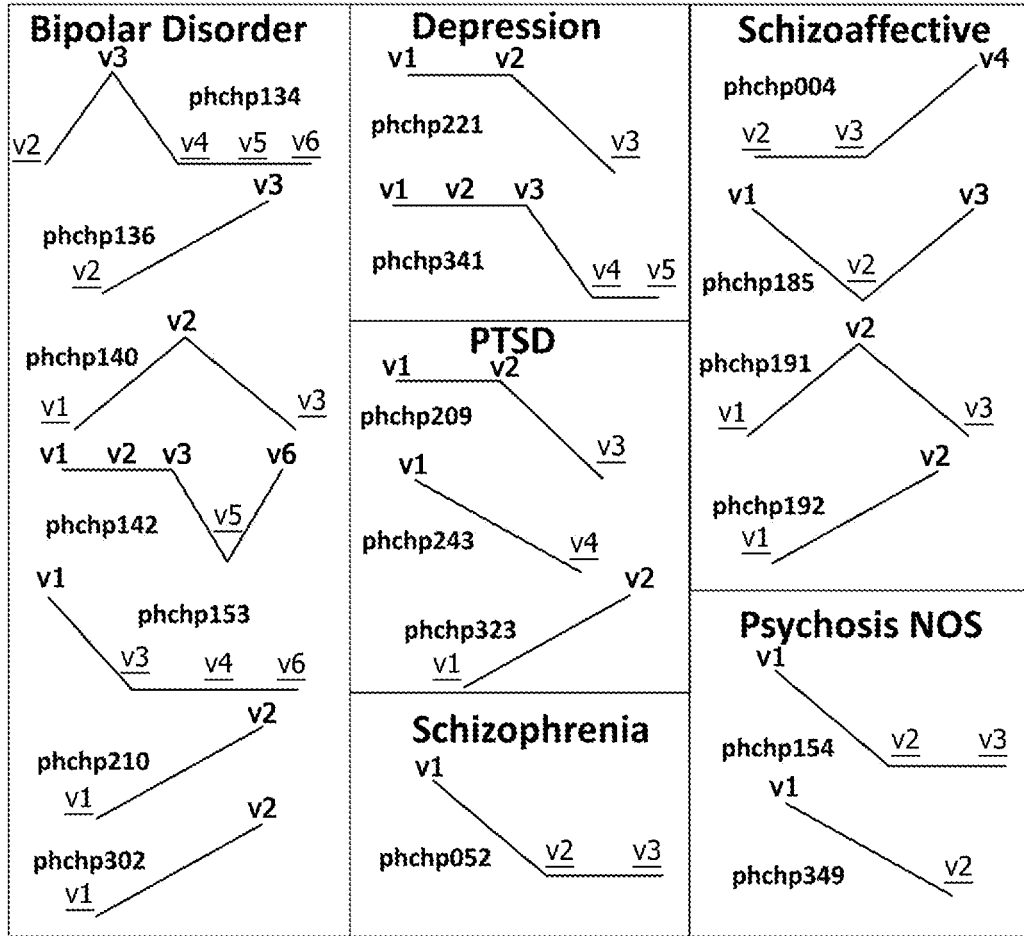 Bipolar Disorder
v3
phchp134
v2 v4 v5 v6
v3
phchp136
v2
v2
phchp140
v1 v3
v1 v2 v3 v6
v5
phchp142
v1
phchp153
v3 v4 v6
v2
phchp210
v1
v2
phchp302
v1
Depression
v1 v2
phchp221
v3
v1 v2 v3
phchp341
v4 v5
PTSD
v1 v2
phchp209
v3
v1
phchp243
v4
v2
phchp323
v1
Schizophrenia
v1
phchp052
v2 v3
Schizoaffective
v4
phchp004
v2 v3
v1 v3
v2
phchp185
v2
phchp191
v1 v3
v2
phchp192
v1
Psychosis NOS
v1
phchp154
v2 v3
v1
phchp349
v2